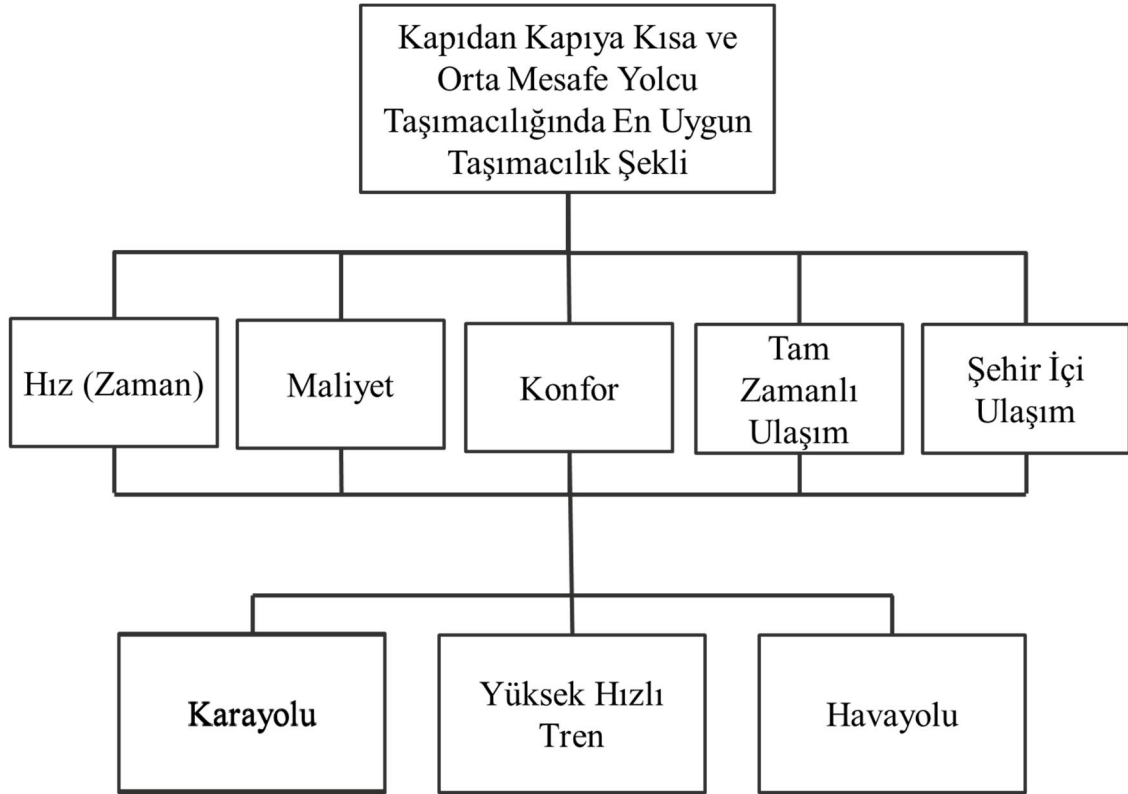 Kapıdan Kapıya Kısa ve
Orta Mesafe Yolcu
Taşımacılığında En Uygun
Taşımacılık Şekli
Hız (Zaman)
Maliyet
Konfor
Tam
Zamanlı
Ulaşım
Şehir İçi
Ulaşım
Karayolu
Yüksek Hızlı
Tren
Havayolu